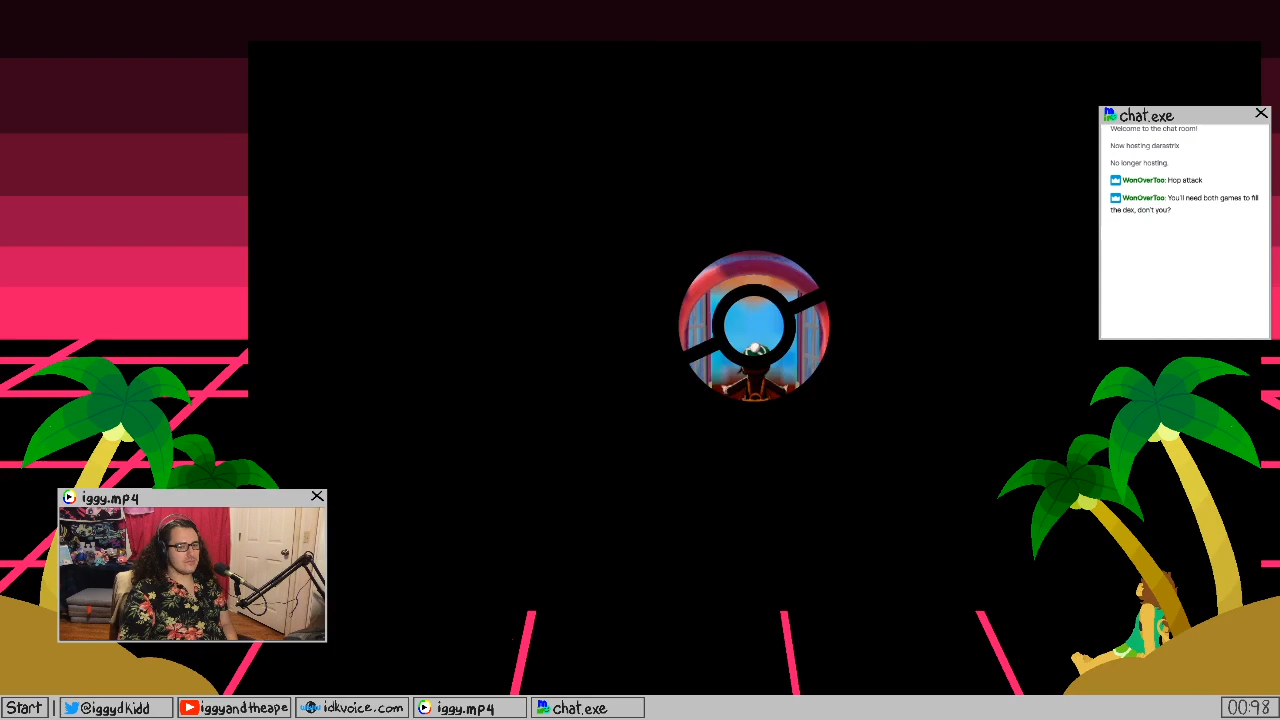 chat.exe
Welcome to the chat room!
Now hosting darastrix
No longer hosting.
WonOverToo: Hop attack
WonOverToo: You'll need both games to fill
the dex, don't you?
iggy.mp4
Start
@iggydkidd
iggyandtheape
www idkvoice.com
iggy.mp4
chat.exe
00:98